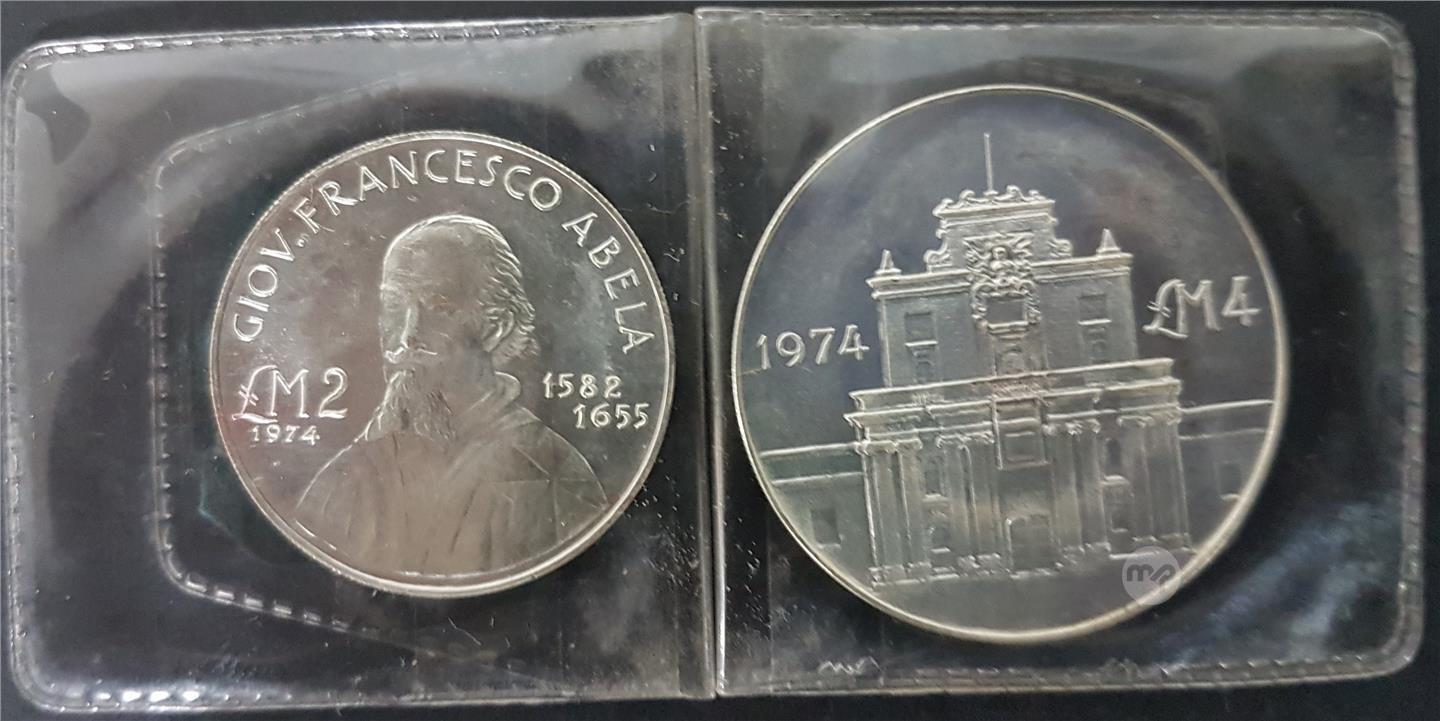 GIOV. FRANCESCO ABELA
£M2
1974
1582
1655
1974
£M4